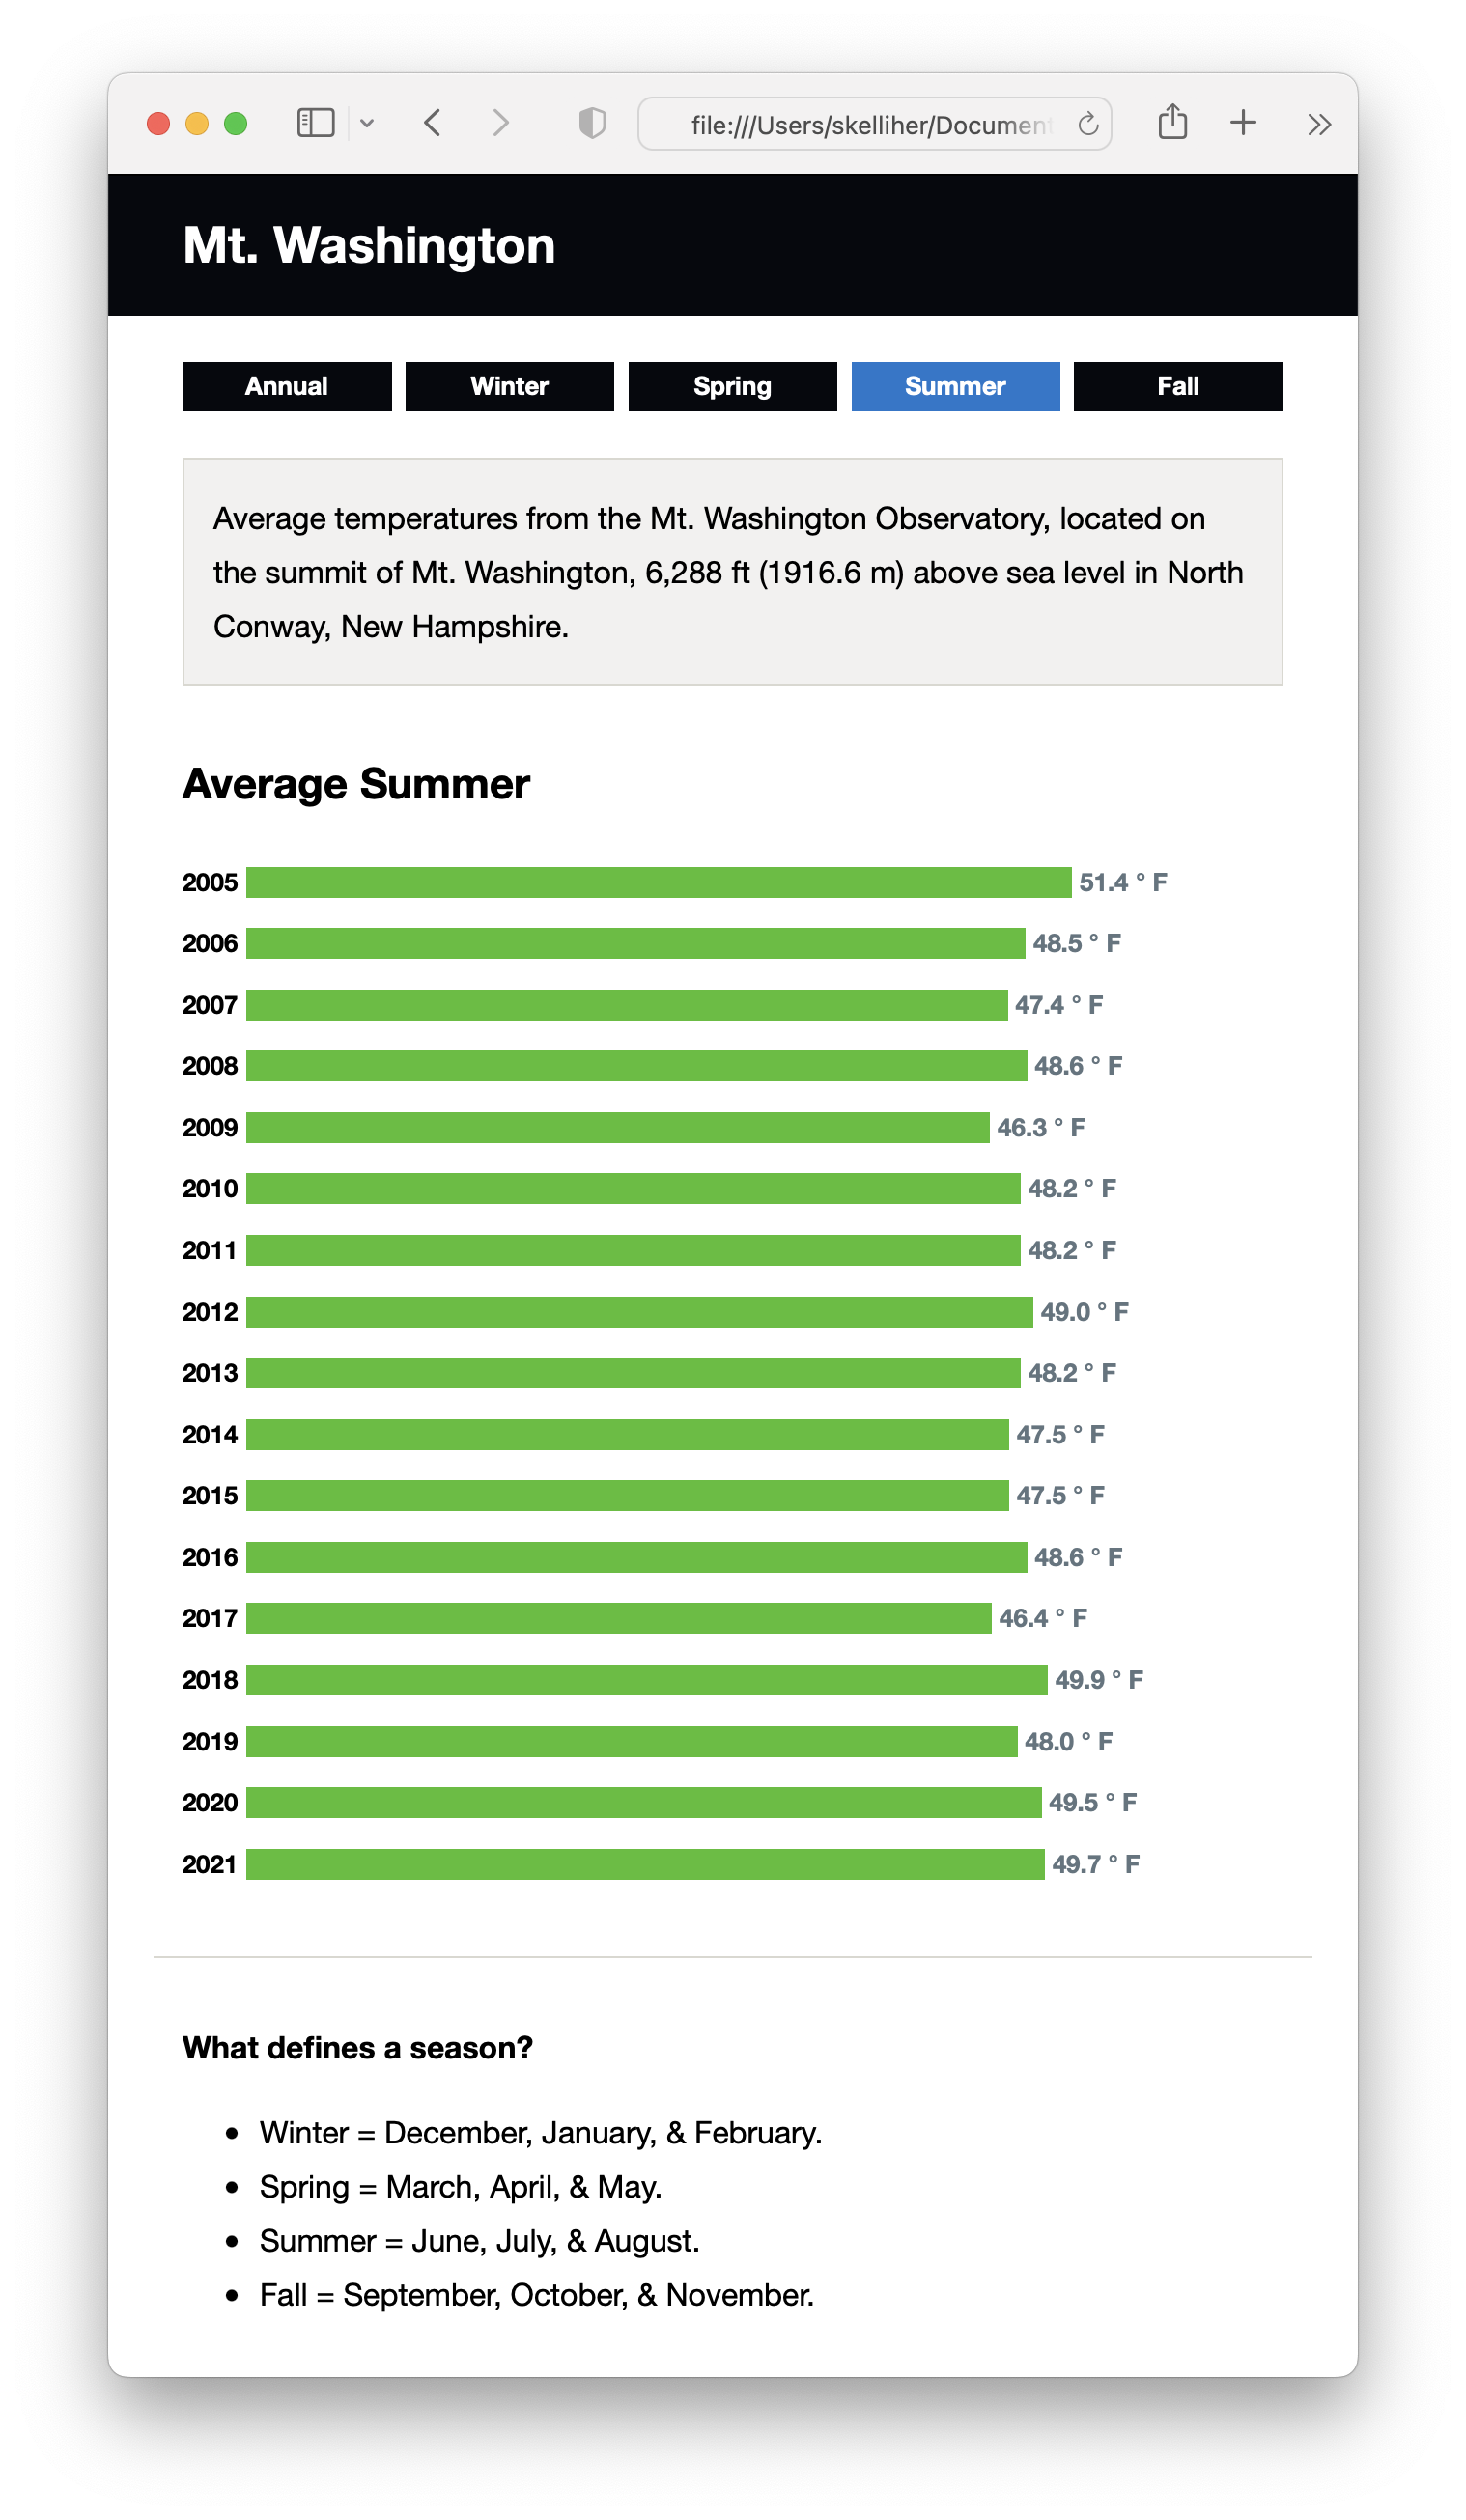 file:///Users/skelliher/Document
Mt. Washington
Annual Winter Spring Summer Fall
Average temperatures from the Mt. Washington Observatory, located on
the summit of Mt. Washington, 6,288 ft (1916.6 m) above sea level in North
Conway, New Hampshire.
Average Summer
2005 51.4 ° F
2006 48.5 ° F
2007 47.4 ° F
2008 48.6 ° F
2009 46.3 ° F
2010 48.2 ° F
2011 48.2 ° F
2012 49.0 ° F
2013 48.2 ° F
2014 47.5 ° F
2015 47.5 ° F
2016 48.6 ° F
2017 46.4 ° F
2018 49.9 ° F
2019 48.0 ° F
2020 49.5 ° F
2021 49.7 ° F
What defines a season?
• Winter = December, January, & February.
• Spring = March, April, & May.
• Summer = June, July, & August.
• Fall = September, October, & November.